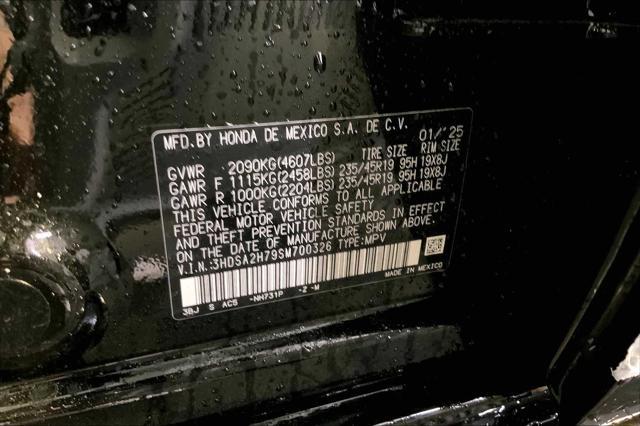 MFD.BY HONDA DE MEXICO S.A. DE C.V. 01/'25
TIRE SIZE RIM SIZE
GVWR 2090KG(4607LBS)
GAWR F 1115KG(2458LBS) 235/45R19 95H 19X8J
GAWR R 1000KG(2204LBS) 235/45R19 95H 19X8J
THIS VEHICLE CONFORMS TO ALL APPLICABLE
FEDERAL MOTOR VEHICLE SAFETY
AND THEFT PREVENTION STANDARDS IN EFFECT
ON THE DATE OF MANUFACTURE SHOWN ABOVE.
V.I.N.:3HDSA2H79SM700326 TYPE:MPV
MADE IN MEXICO
3BJ S AC5 -NH731P -Z -M